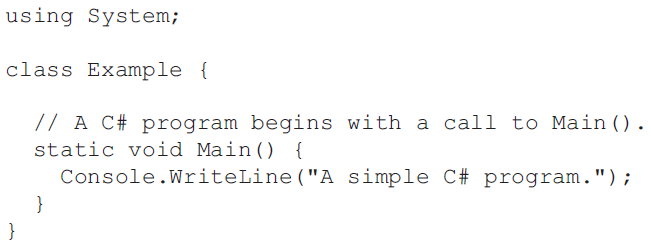 using System;

class Example {

  // A C# program begins with a call to Main().
  static void Main() {
    Console.WriteLine("A simple C# program.");
  }
}